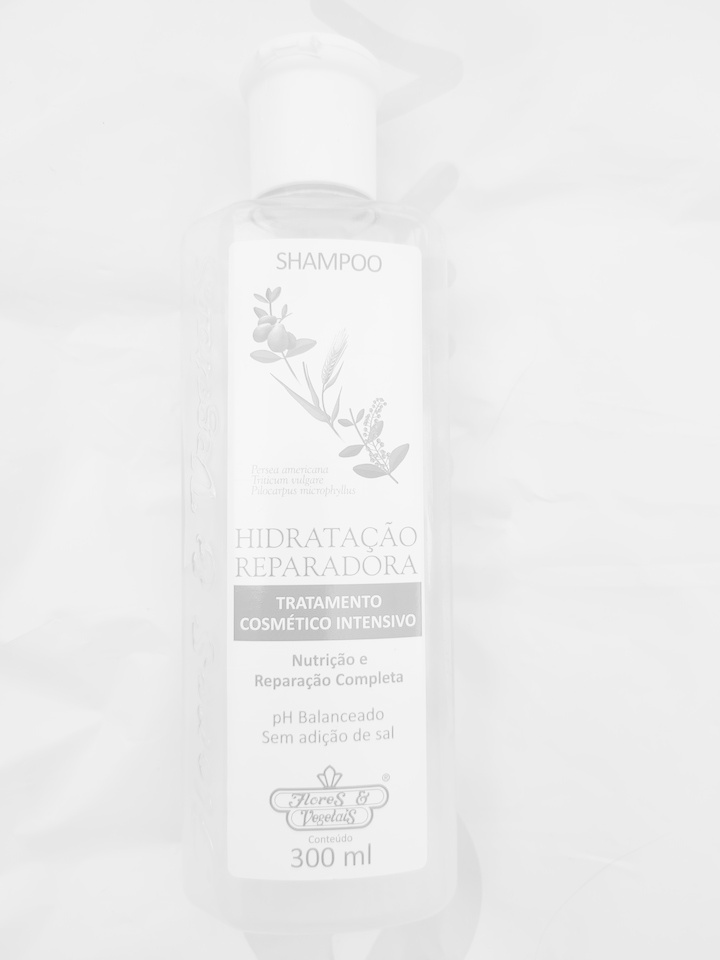 SHAMPOO
Persea americana
Triticum vulgare
Pilocarpus microphyllus
HIDRATAÇÃO
REPARADORA
TRATAMENTO
COSMÉTICO INTENSIVO
Nutrição e
Reparação Completa
pH Balanceado
Sem adição de sal
Flores &
Vegetais
®
Conteúdo
300 ml